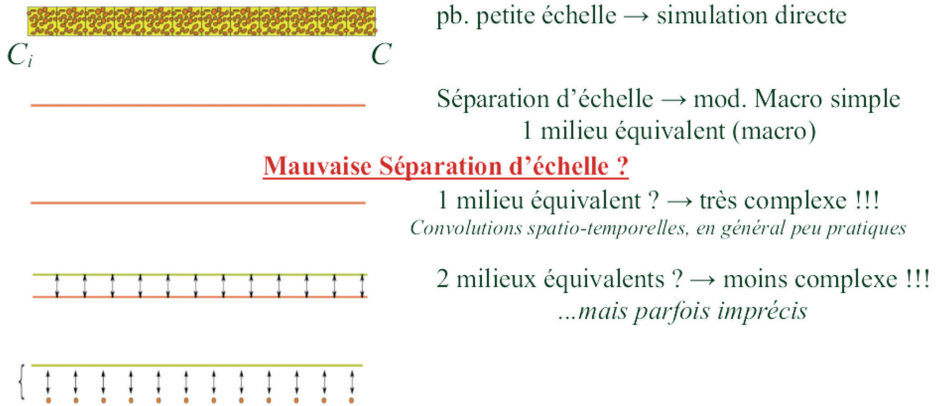 pb. petite échelle → simulation directe
C_i C
Séparation d'échelle → mod. Macro simple
1 milieu équivalent (macro)
Mauvaise Séparation d'échelle ?
1 milieu équivalent ? → très complexe !!!
Convolutions spatio-temporelles, en général peu pratiques
2 milieux équivalents ? → moins complexe !!!
...mais parfois imprécis